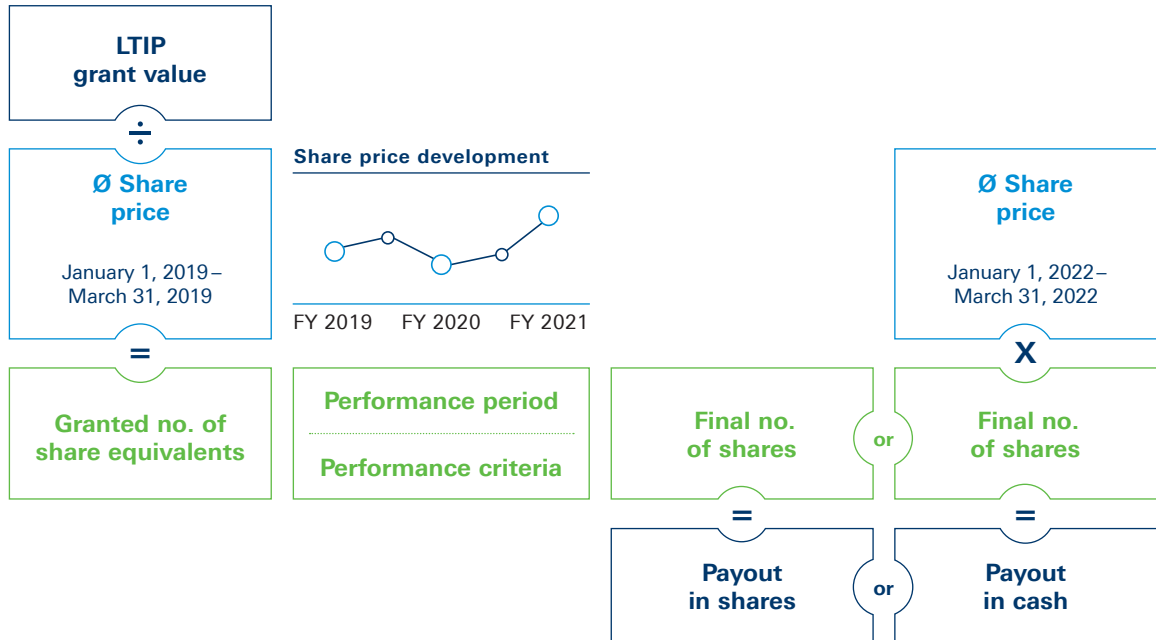 LTIP
grant value
÷
Ø Share
price
January 1, 2019–
March 31, 2019
=
Granted no. of
share equivalents
Share price development
FY 2019 FY 2020 FY 2021
Performance period
Performance criteria
Ø Share
price
January 1, 2022–
March 31, 2022
X
Final no.
of shares
or
Final no.
of shares
=
=
Payout
in shares
or
Payout
in cash